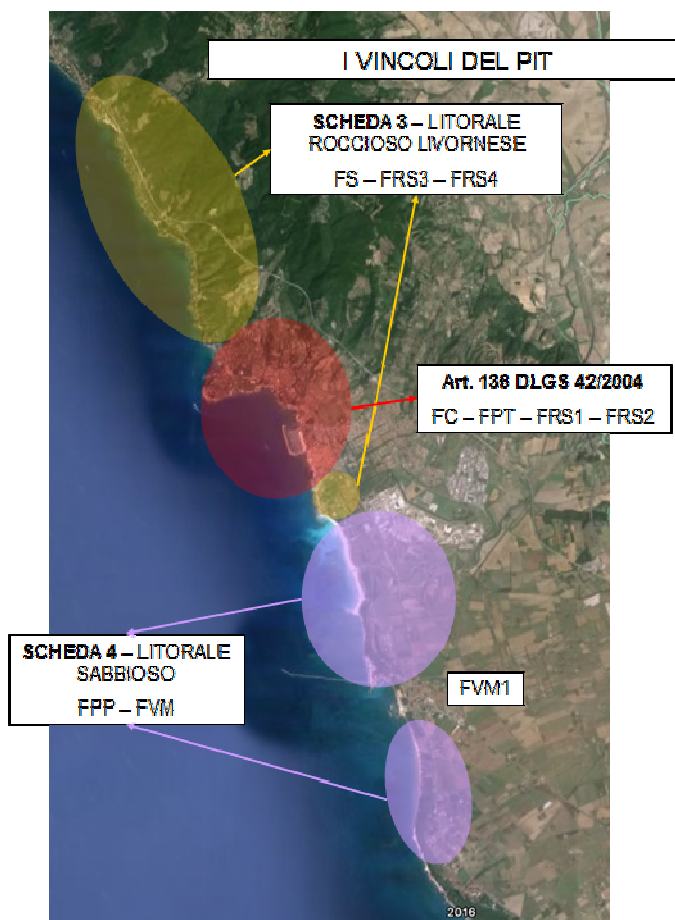 I VINCOLI DEL PIT
SCHEDA 3 – LITORALE
ROCCIOSO LIVORNESE
FS – FRS3 – FRS4
Art. 136 DLGS 42/2004
FC – FPT – FRS1 – FRS2
SCHEDA 4 – LITORALE
SABBIOSO
FPP – FVM
FVM1
2016